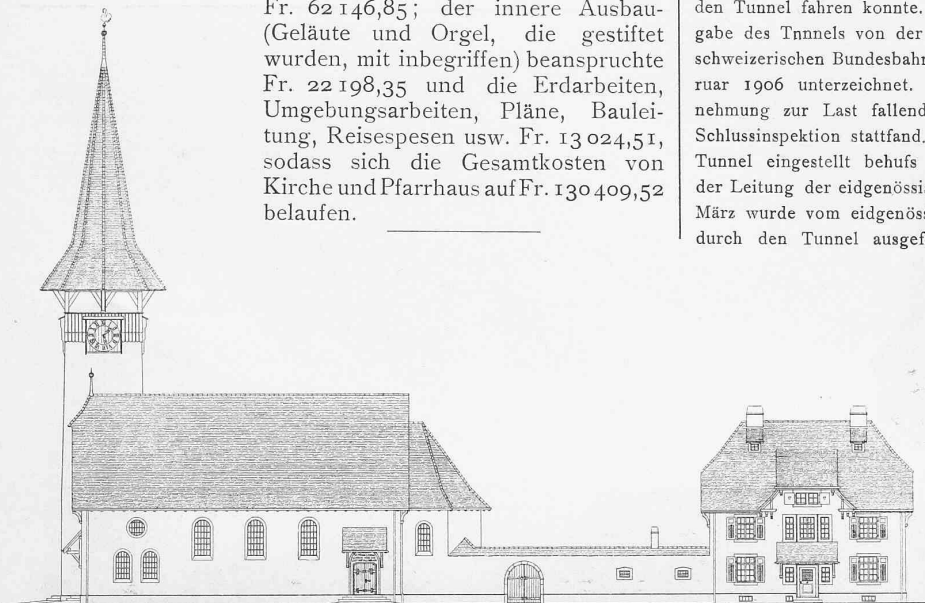 Fr. 62 146,85; der innere Ausbau-
(Geläute und Orgel, die gestiftet
wurden, mit inbegriffen) beanspruchte
Fr. 22 198,35 und die Erdarbeiten,
Umgebungsarbeiten, Pläne, Baulei-
tung, Reisespesen usw. Fr. 13 024,51,
sodass sich die Gesamtkosten von
Kirche und Pfarrhaus auf Fr. 130 409,52
belaufen.
den Tunnel fahren konnte.
gabe des Tnnnels von der
schweizerischen Bundesbahn
ruar 1906 unterzeichnet.
nehmung zur Last fallend
Schlussinspektion stattfand.
Tunnel eingestellt behufs
der Leitung der eidgenössi
März wurde vom eidgenöss
durch den Tunnel ausgef